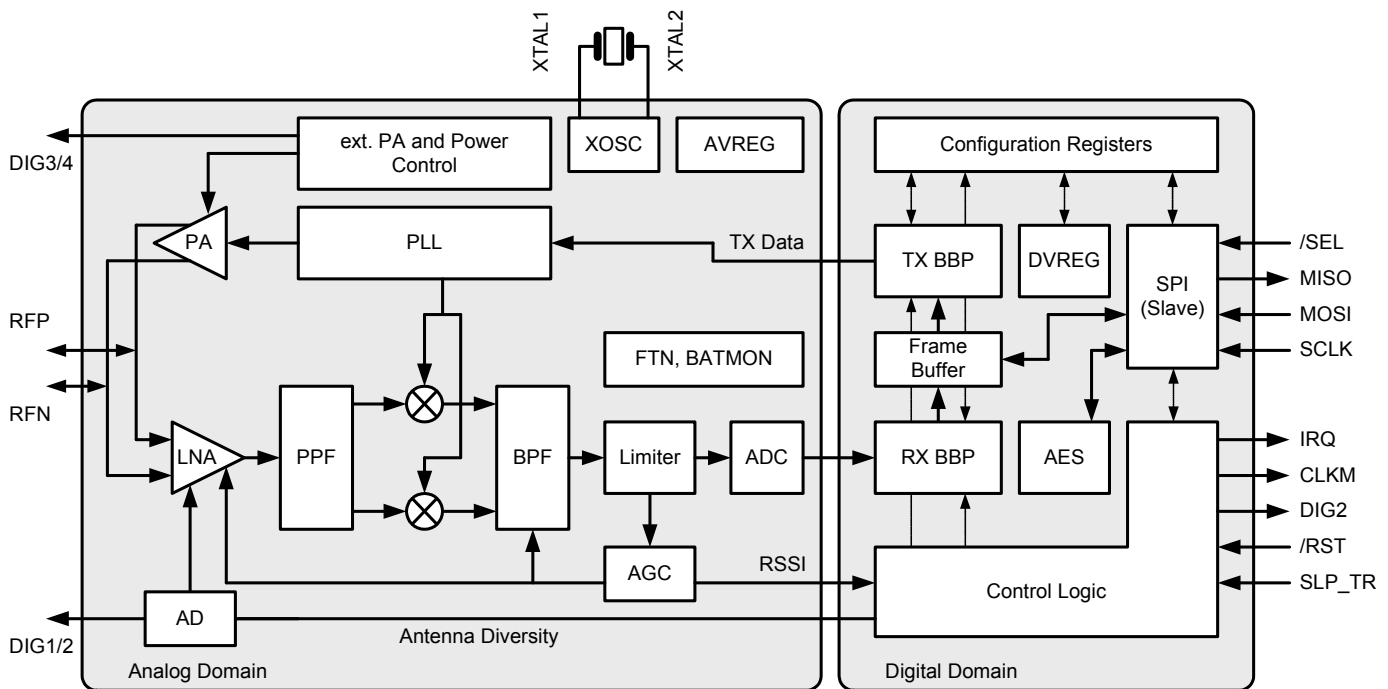 XTAL1
XTAL2
DIG3/4
ext. PA and Power
Control
XOSC
AVREG
Configuration Registers
PA
PLL
TX Data
TX BBP
DVREG
SPI
(Slave)
/SEL
MISO
MOSI
SCLK
RFP
RFN
FTN, BATMON
Frame
Buffer
LNA
PPF
BPF
Limiter
ADC
RX BBP
AES
IRQ
CLKM
DIG2
/RST
SLP_TR
AGC
RSSI
Control Logic
AD
DIG1/2
Antenna Diversity
Analog Domain
Digital Domain